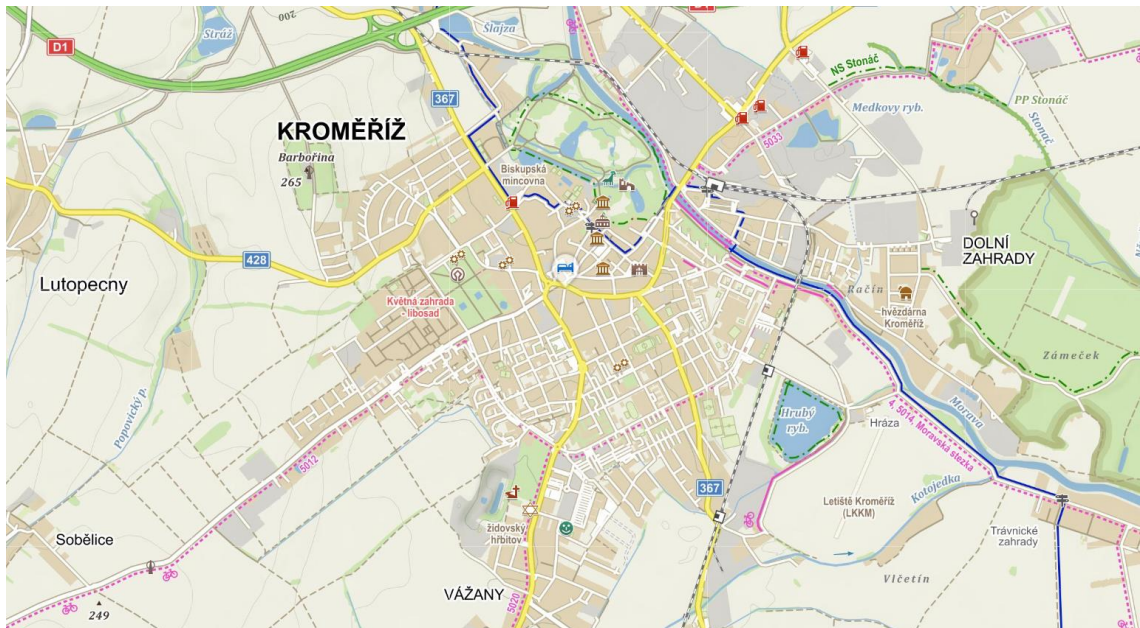 Stráž
200
Šlajza
D1
367
NS Stonáč
Medkovy ryb.
PP Stonáč
Stonač
KROMĚŘÍŽ
Barbořina
265
Biskupská
mincovna
5033
428
Lutopecny
DOLNÍ
ZAHRADY
Račín
hvězdárna
Kroměříž
Květná zahrada
- libosad
Zámeček
Popovický p.
Morava
Hrubý
ryb.
Hráza
4, 5014, Moravská stezka
5012
367
Kotojedka
Letiště Kroměříž
(LKKM)
židovský
hřbitov
Trávnické
zahrady
Sobělice
Vlčetín
VÁŽANY
5020
249